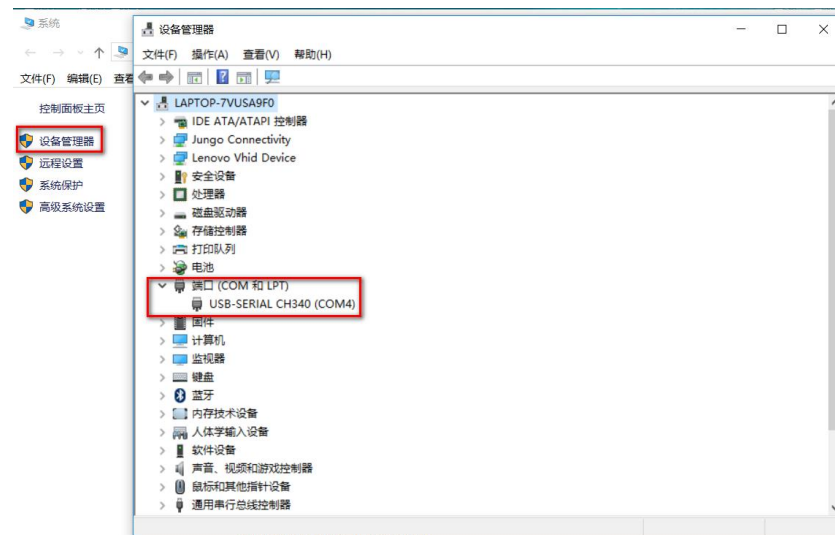 系统
文件(F) 编辑(E) 查看
控制面板主页
设备管理器
远程设置
系统保护
高级系统设置
设备管理器
文件(F) 操作(A) 查看(V) 帮助(H)
LAPTOP-7VUSA9F0
IDE ATA/ATAPI 控制器
Jungo Connectivity
Lenovo Vhid Device
安全设备
处理器
磁盘驱动器
存储控制器
打印队列
电池
端口 (COM 和 LPT)
USB-SERIAL CH340 (COM4)
固件
计算机
监视器
键盘
蓝牙
内存技术设备
人体学输入设备
软件设备
声音、视频和游戏控制器
鼠标和其他指针设备
通用串行总线控制器